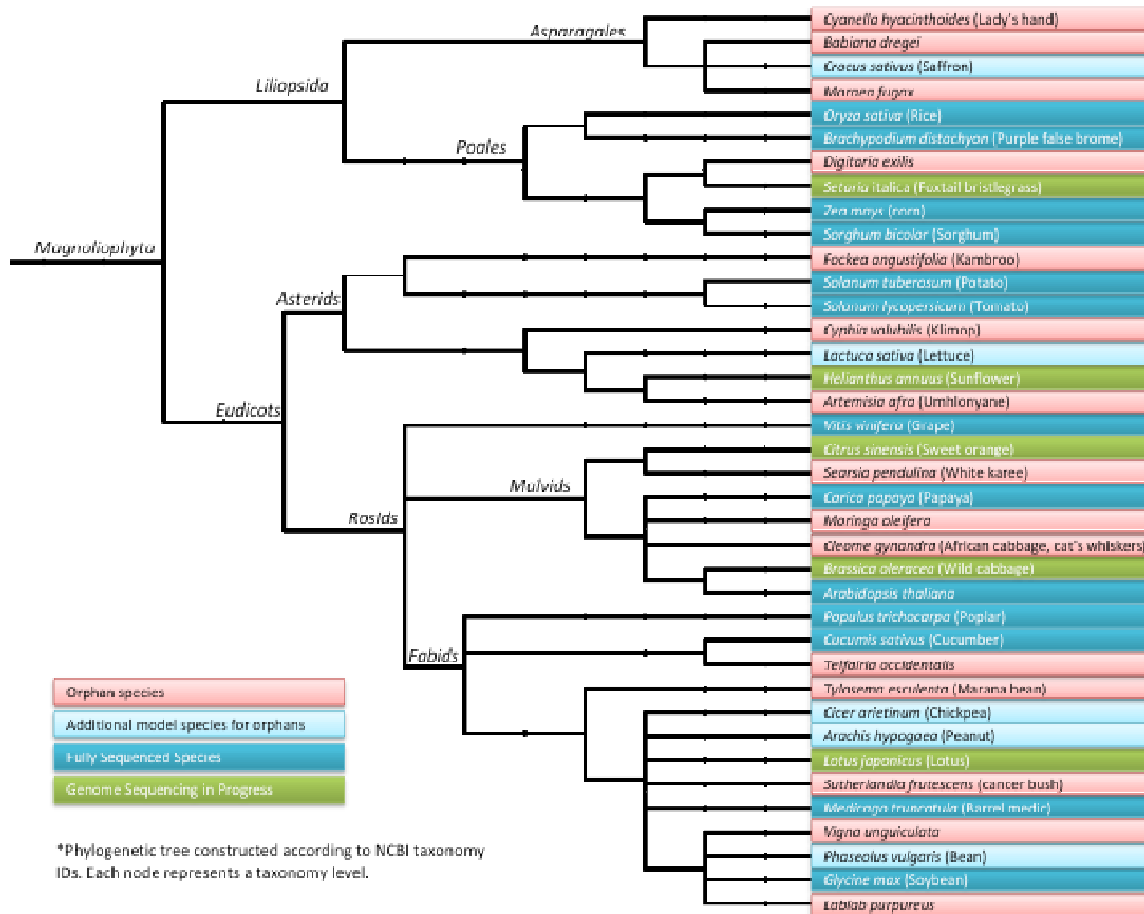 Cyanella hyacinthoides (Lady's hand)
Asparagales
Babiana dregei
Crocus sativus (Saffron)
Liliopsida
Moraea fugax
Oryza sativa (Rice)
Brachypodium distachyon (Purple false brome)
Poales
Digitaria exilis
Setaria italica (Foxtail bristlegrass)
Zea mays (corn)
Sorghum bicolor (Sorghum)
Magnoliophyta
Fockea angustifolia (Kambroo)
Solanum tuberosum (Potato)
Asterids
Solanum lycopersicum (Tomato)
Cyphia volubilis (Klimop)
Lactuca sativa (Lettuce)
Helianthus annuus (Sunflower)
Artemisia afra (Umhlonyane)
Eudicots
Vitis vinifera (Grape)
Citrus sinensis (Sweet orange)
Searsia pendulina (White karee)
Malvids
Carica papaya (Papaya)
Rosids
Moringa oleifera
Cleome gynandra (African cabbage, cat's whiskers)
Brassica oleracea (Wild cabbage)
Arabidopsis thaliana
Populus trichocarpa (Poplar)
Cucumis sativus (Cucumber)
Fabids
Telfairia occidentalis
Tylosema esculenta (Marama bean)
Cicer arietinum (Chickpea)
Arachis hypogaea (Peanut)
Lotus japonicus (Lotus)
Sutherlandia frutescens (cancer bush)
Medicago truncatula (Barrel medic)
Vigna unguiculata
Phaseolus vulgaris (Bean)
Glycine max (Soybean)
Lablab purpureus
Orphan species
Additional model species for orphans
Fully Sequenced Species
Genome Sequencing in Progress
*Phylogenetic tree constructed according to NCBI taxonomy
IDs. Each node represents a taxonomy level.